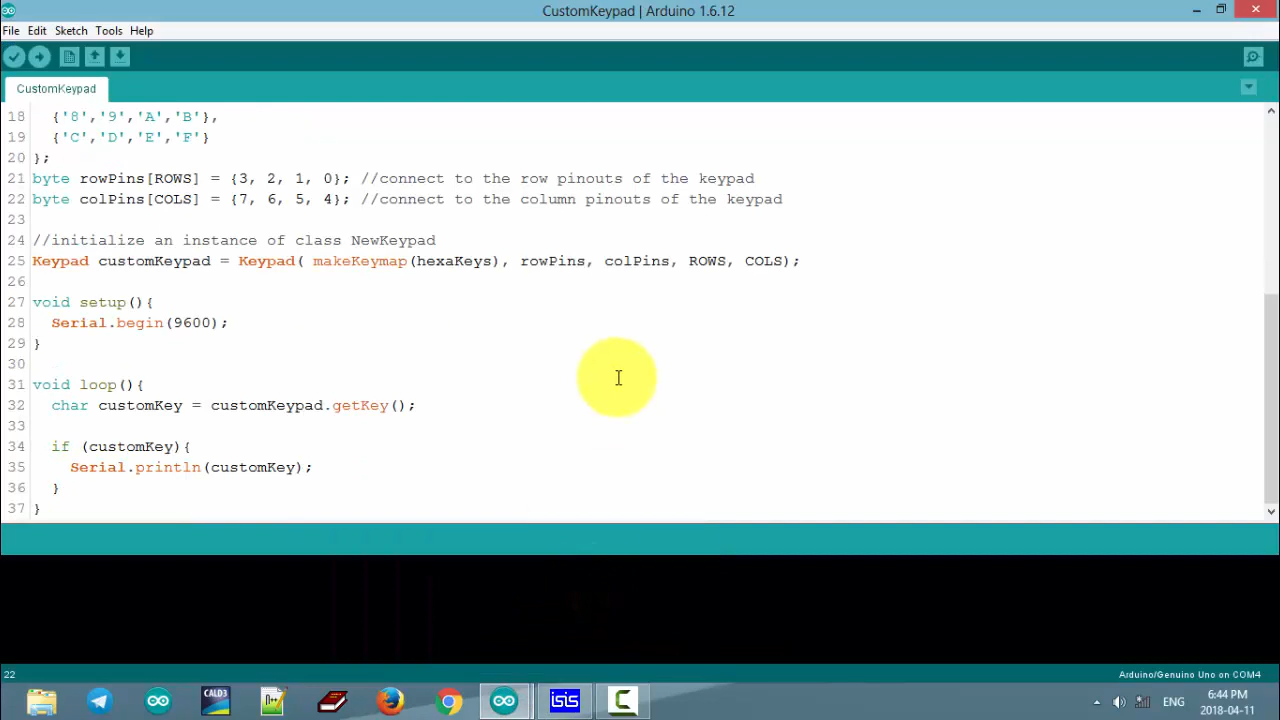 CustomKeypad | Arduino 1.6.12
File Edit Sketch Tools Help
CustomKeypad
18 {'8','9','A','B'},
19 {'C','D','E','F'}
20 };
21 byte rowPins[ROWS] = {3, 2, 1, 0}; //connect to the row pinouts of the keypad
22 byte colPins[COLS] = {7, 6, 5, 4}; //connect to the column pinouts of the keypad
23
24 //initialize an instance of class NewKeypad
25 Keypad customKeypad = Keypad( makeKeymap(hexaKeys), rowPins, colPins, ROWS, COLS);
26
27 void setup(){
28 Serial.begin(9600);
29 }
30
31 void loop(){
32 char customKey = customKeypad.getKey();
33
34 if (customKey){
35 Serial.println(customKey);
36 }
37 }
22 Arduino/Genuino Uno on COM4
CALD3 isis ENG 6:44 PM
2018-04-11